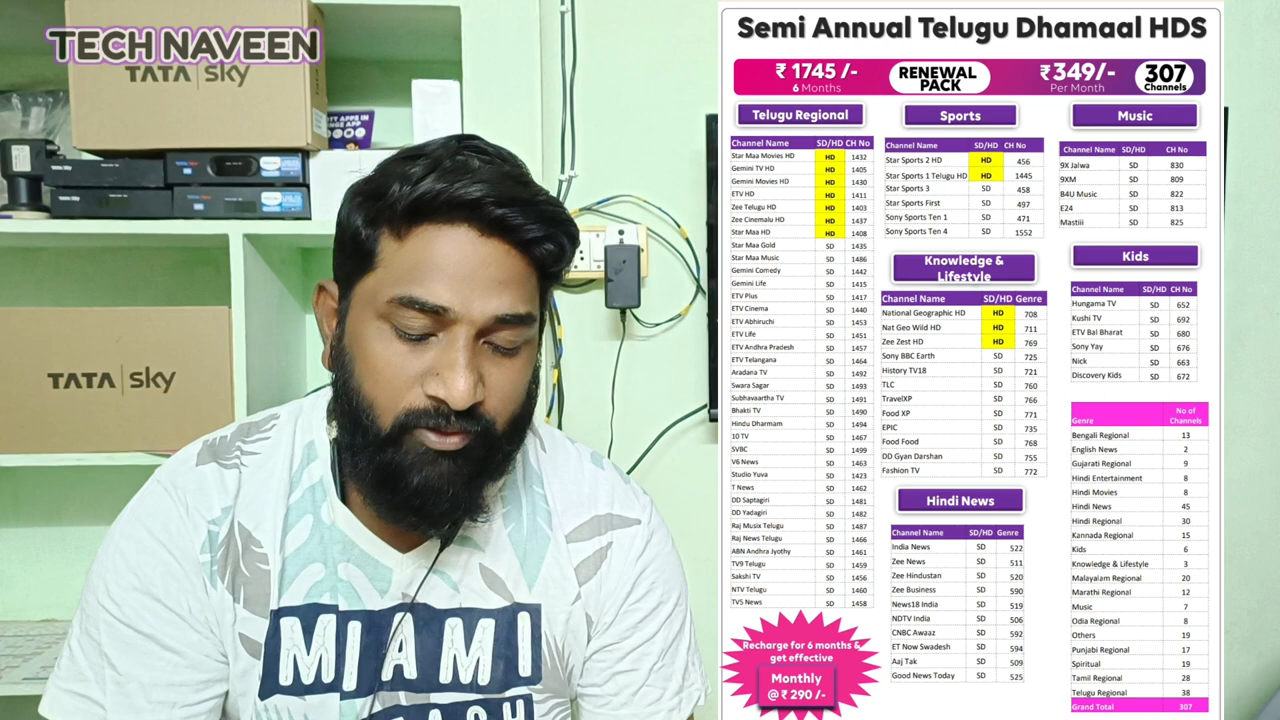 TECH NAVEEN
TATA sky
TATA sky
MIAMI
Semi Annual Telugu Dhamaal HDS
₹ 1745 /-
6 Months
RENEWAL PACK
₹349/-
Per Month
307
Channels
Telugu Regional
Channel Name SD/HD CH No
Star Maa Movies HD HD 1432
Gemini TV HD HD 1405
Gemini Movies HD HD 1430
ETV HD HD 1411
Zee Telugu HD HD 1403
Zee Cinemalu HD HD 1437
Star Maa HD HD 1408
Star Maa Gold SD 1435
Star Maa Music SD 1486
Gemini Comedy SD 1442
Gemini Life SD 1415
ETV Plus SD 1417
ETV Cinema SD 1440
ETV Abhiruchi SD 1453
ETV Life SD 1451
ETV Andhra Pradesh SD 1457
ETV Telangana SD 1464
Aradana TV SD 1492
Swara Sagar SD 1493
Subhavaartha TV SD 1491
Bhakti TV SD 1490
Hindu Dharmam SD 1494
10 TV SD 1467
SVBC SD 1499
V6 News SD 1463
Studio Yuva SD 1423
T News SD 1462
DD Saptagiri SD 1481
DD Yadagiri SD 1482
Raj Musix Telugu SD 1487
Raj News Telugu SD 1466
ABN Andhra Jyothy SD 1461
TV9 Telugu SD 1459
Sakshi TV SD 1456
NTV Telugu SD 1460
TV5 News SD 1458
Recharge for 6 months &
get effective
Monthly
@ ₹ 290 /-
Sports
Channel Name SD/HD CH No
Star Sports 2 HD HD 456
Star Sports 1 Telugu HD HD 1445
Star Sports 3 SD 458
Star Sports First SD 497
Sony Sports Ten 1 SD 471
Sony Sports Ten 4 SD 1552
Knowledge &
Lifestyle
Channel Name SD/HD Genre
National Geographic HD HD 708
Nat Geo Wild HD HD 711
Zee Zest HD HD 769
Sony BBC Earth SD 725
History TV18 SD 721
TLC SD 760
TravelXP SD 766
Food XP SD 771
EPIC SD 735
Food Food SD 768
DD Gyan Darshan SD 755
Fashion TV SD 772
Hindi News
Channel Name SD/HD Genre
India News SD 522
Zee News SD 511
Zee Hindustan SD 520
Zee Business SD 590
News18 India SD 519
NDTV India SD 506
CNBC Awaaz SD 592
ET Now Swadesh SD 594
Aaj Tak SD 509
Good News Today SD 525
Music
Channel Name SD/HD CH No
9X Jalwa SD 830
9XM SD 809
B4U Music SD 822
E24 SD 813
Mastiii SD 825
Kids
Channel Name SD/HD CH No
Hungama TV SD 652
Kushi TV SD 692
ETV Bal Bharat SD 680
Sony Yay SD 676
Nick SD 663
Discovery Kids SD 672
Genre No of Channels
Bengali Regional 13
English News 2
Gujarati Regional 9
Hindi Entertainment 8
Hindi Movies 8
Hindi News 45
Hindi Regional 30
Kannada Regional 15
Kids 6
Knowledge & Lifestyle 3
Malayalam Regional 20
Marathi Regional 12
Music 7
Odia Regional 8
Others 19
Punjabi Regional 17
Spiritual 19
Tamil Regional 28
Telugu Regional 38
Grand Total 307